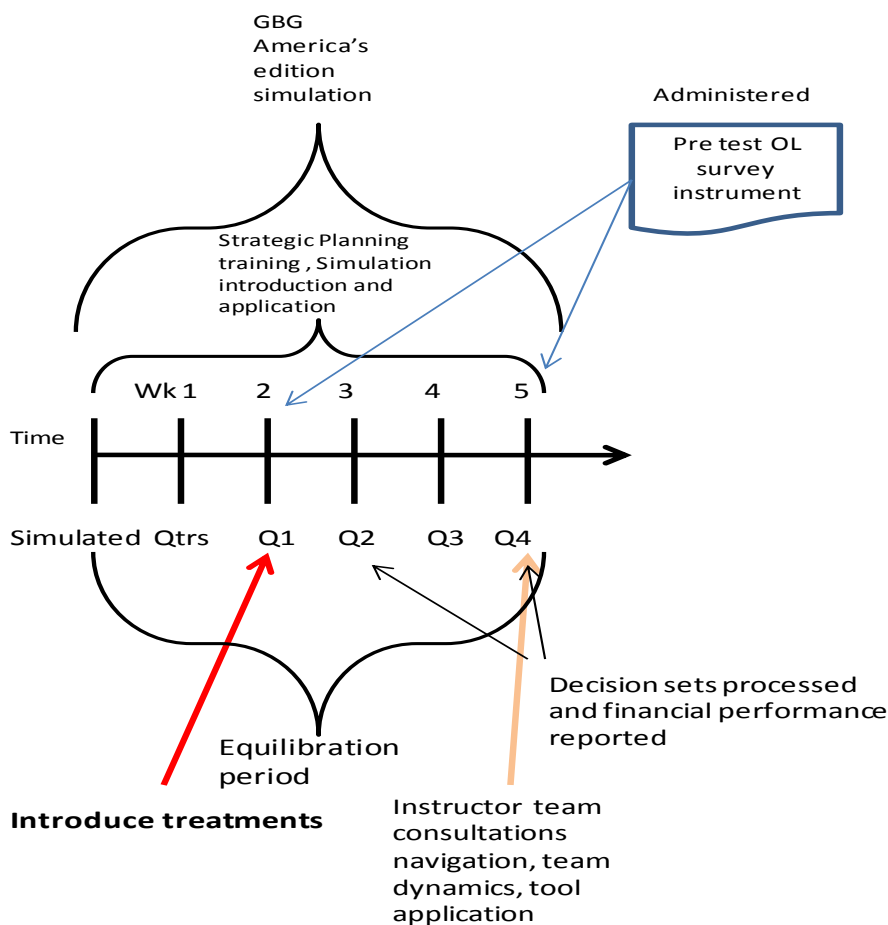 GBG
America's
edition
simulation
Administered
Pre test OL
survey
instrument
Strategic Planning
training , Simulation
introduction and
application
Wk 1 2 3 4 5
Time
Simulated Qtrs Q1 Q2 Q3 Q4
Decision sets processed
and financial performance
reported
Equilibration
period
Introduce treatments
Instructor team
consultations
navigation, team
dynamics, tool
application